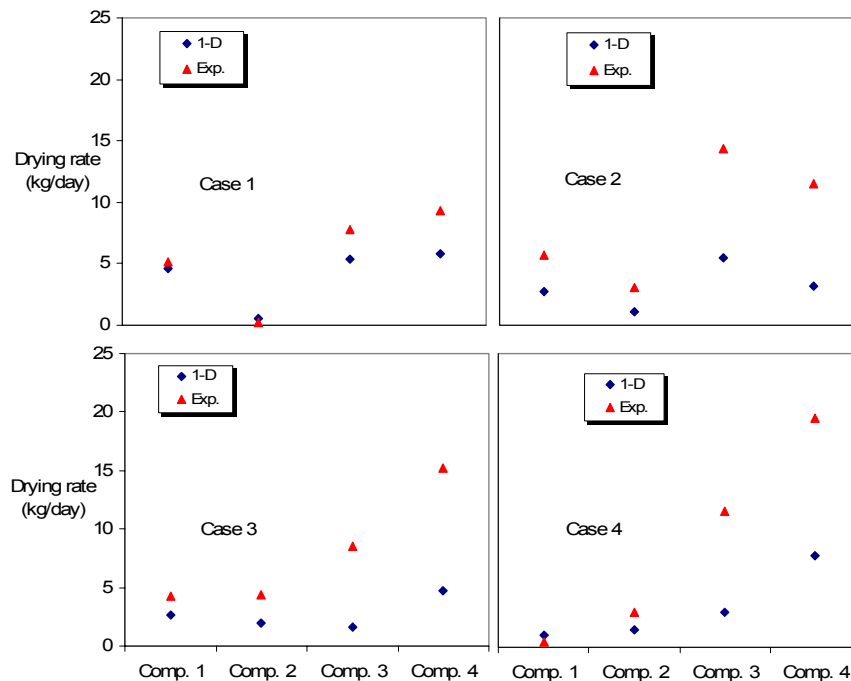 25
20
15
10
5
0
Drying rate
(kg/day)
1-D
Exp.
Case 1
1-D
Exp.
Case 2
25
20
15
10
5
0
Drying rate
(kg/day)
1-D
Exp.
Case 3
1-D
Exp.
Case 4
Comp. 1 Comp. 2 Comp. 3 Comp. 4
Comp. 1 Comp. 2 Comp. 3 Comp. 4